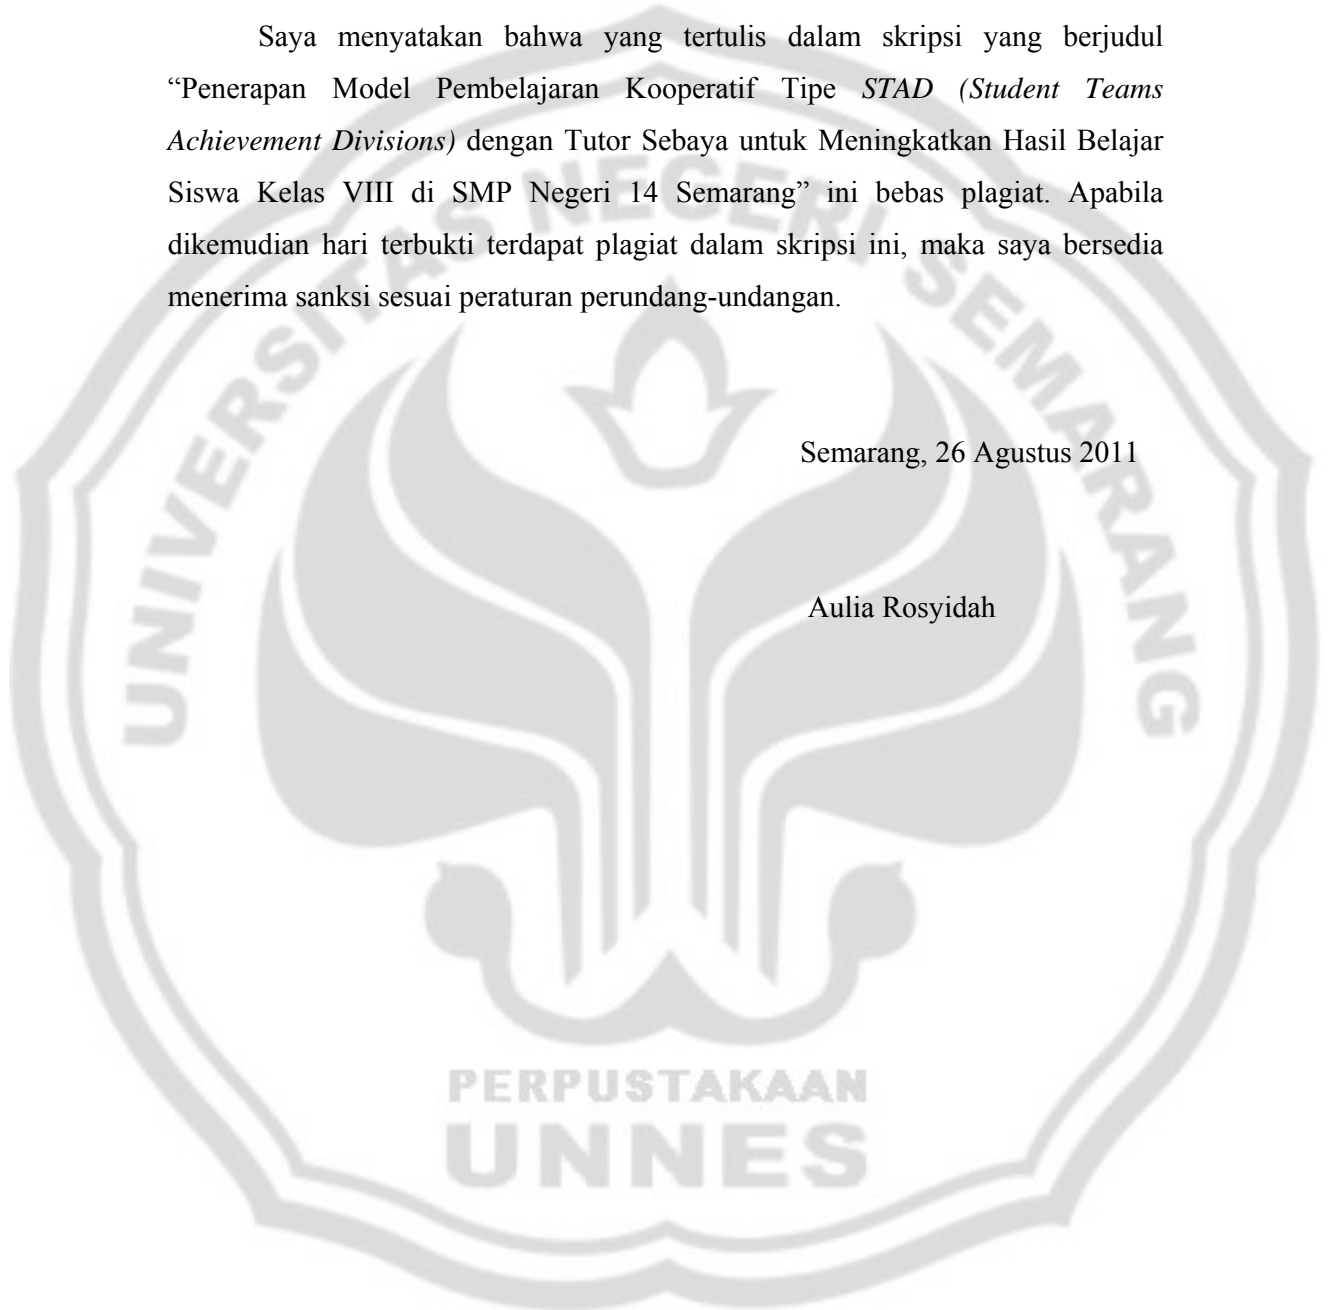 Saya menyatakan bahwa yang tertulis dalam skripsi yang berjudul
“Penerapan Model Pembelajaran Kooperatif Tipe STAD (Student Teams
Achievement Divisions) dengan Tutor Sebaya untuk Meningkatkan Hasil Belajar
Siswa Kelas VIII di SMP Negeri 14 Semarang” ini bebas plagiat. Apabila
dikemudian hari terbukti terdapat plagiat dalam skripsi ini, maka saya bersedia
menerima sanksi sesuai peraturan perundang-undangan.
Semarang, 26 Agustus 2011
Aulia Rosyidah
UNIVERSITAS NEGERI SEMARANG
PERPUSTAKAAN
UNNES